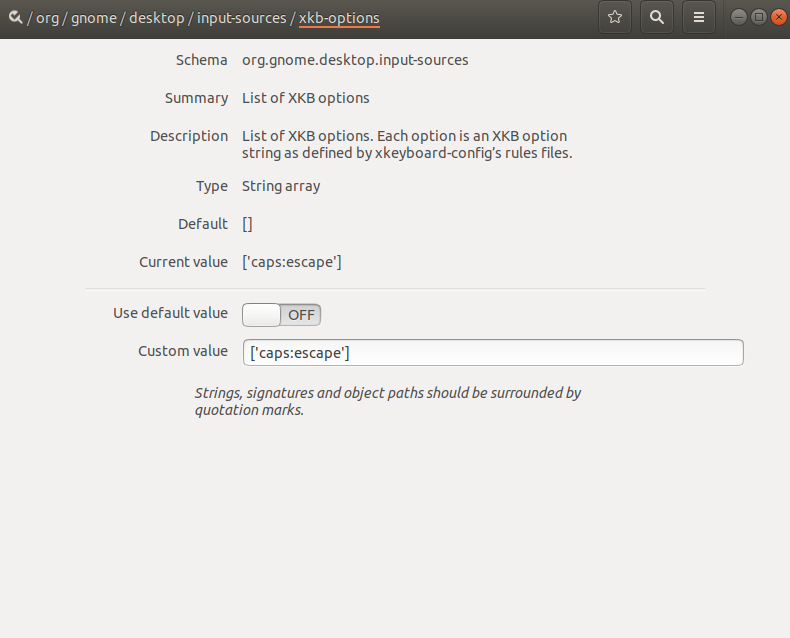 / org / gnome / desktop / input-sources / xkb-options
Schema org.gnome.desktop.input-sources
Summary List of XKB options
Description List of XKB options. Each option is an XKB option
string as defined by xkeyboard-config’s rules files.
Type String array
Default []
Current value ['caps:escape']
Use default value OFF
Custom value ['caps:escape']
Strings, signatures and object paths should be surrounded by
quotation marks.